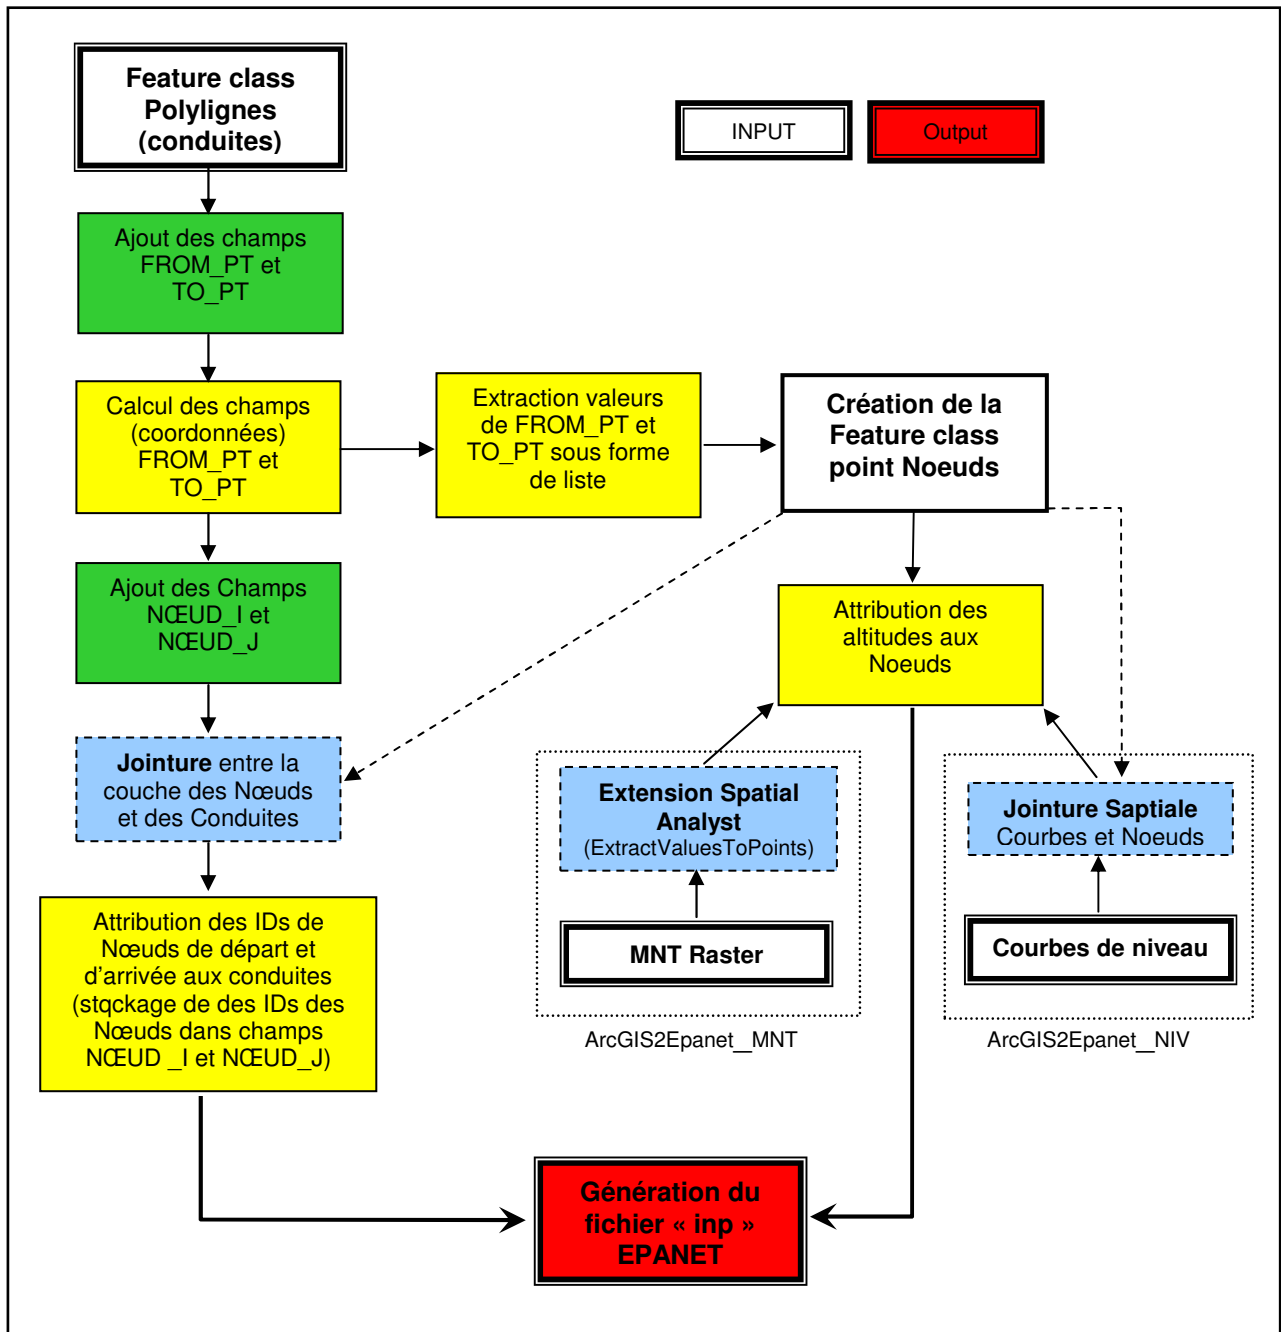 Feature class
Polylignes
(conduites)
INPUT
Output
Ajout des champs
FROM_PT et
TO_PT
Calcul des champs
(coordonnées)
FROM_PT et
TO_PT
Extraction valeurs
de FROM_PT et
TO_PT sous forme
de liste
Création de la
Feature class
point Noeuds
Ajout des Champs
NŒUD_I et
NŒUD_J
Attribution des
altitudes aux
Noeuds
Jointure entre la
couche des Nœuds
et des Conduites
Extension Spatial
Analyst
(ExtractValuesToPoints)
Jointure Saptiale
Courbes et Noeuds
Attribution des IDs de
Nœuds de départ et
d'arrivée aux conduites
(stqckage de des IDs des
Nœuds dans champs
NŒUD _I et NŒUD_J)
MNT Raster
Courbes de niveau
ArcGIS2Epanet_MNT
ArcGIS2Epanet_NIV
Génération du
fichier « inp »
EPANET